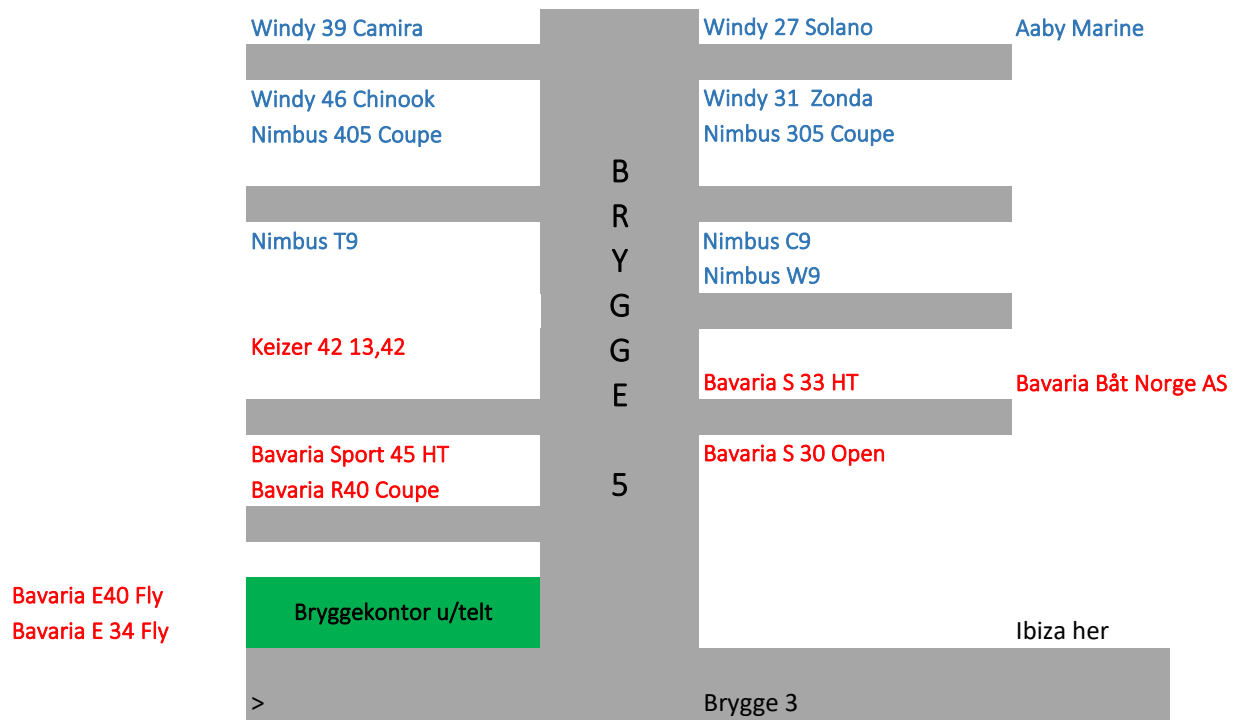 Windy 39 Camira Windy 27 Solano Aaby Marine
Windy 46 Chinook Windy 31 Zonda
Nimbus 405 Coupe Nimbus 305 Coupe
B
R
Nimbus T9 Y Nimbus C9
Nimbus W9
G
Keizer 42 13,42 G
Bavaria S 33 HT Bavaria Båt Norge AS
E
Bavaria Sport 45 HT Bavaria S 30 Open
Bavaria R40 Coupe 5
Bavaria E40 Fly Bryggekontor u/telt
Bavaria E 34 Fly Ibiza her
> Brygge 3